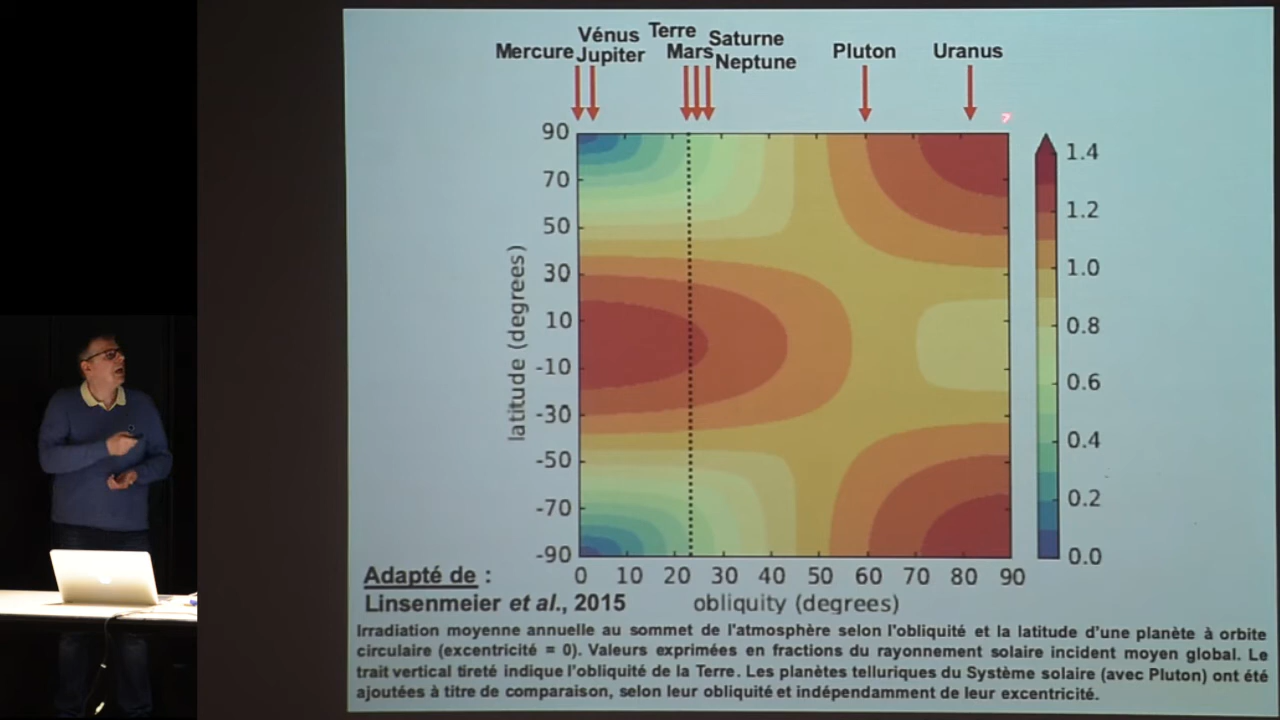 Vénus Terre Saturne
Mercure Jupiter Mars Neptune Pluton Uranus
90
70
50
30
10
-10
-30
-50
-70
-90
latitude (degrees)
0 10 20 30 40 50 60 70 80 90
obliquity (degrees)
1.4
1.2
1.0
0.8
0.6
0.4
0.2
0.0
Adapté de :
Linsenmeier et al., 2015
Irradiation moyenne annuelle au sommet de l'atmosphère selon l'obliquité et la latitude d'une planète à orbite
circulaire (excentricité = 0). Valeurs exprimées en fractions du rayonnement solaire incident moyen global. Le
trait vertical tireté indique l'obliquité de la Terre. Les planètes telluriques du Système solaire (avec Pluton) ont été
ajoutées à titre de comparaison, selon leur obliquité et indépendamment de leur excentricité.